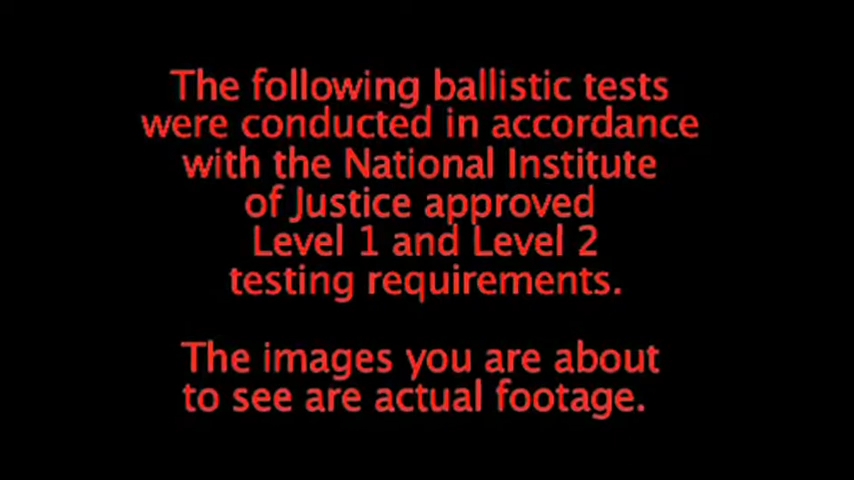 The following ballistic tests
were conducted in accordance
with the National Institute
of Justice approved
Level 1 and Level 2
testing requirements.
The images you are about
to see are actual footage.